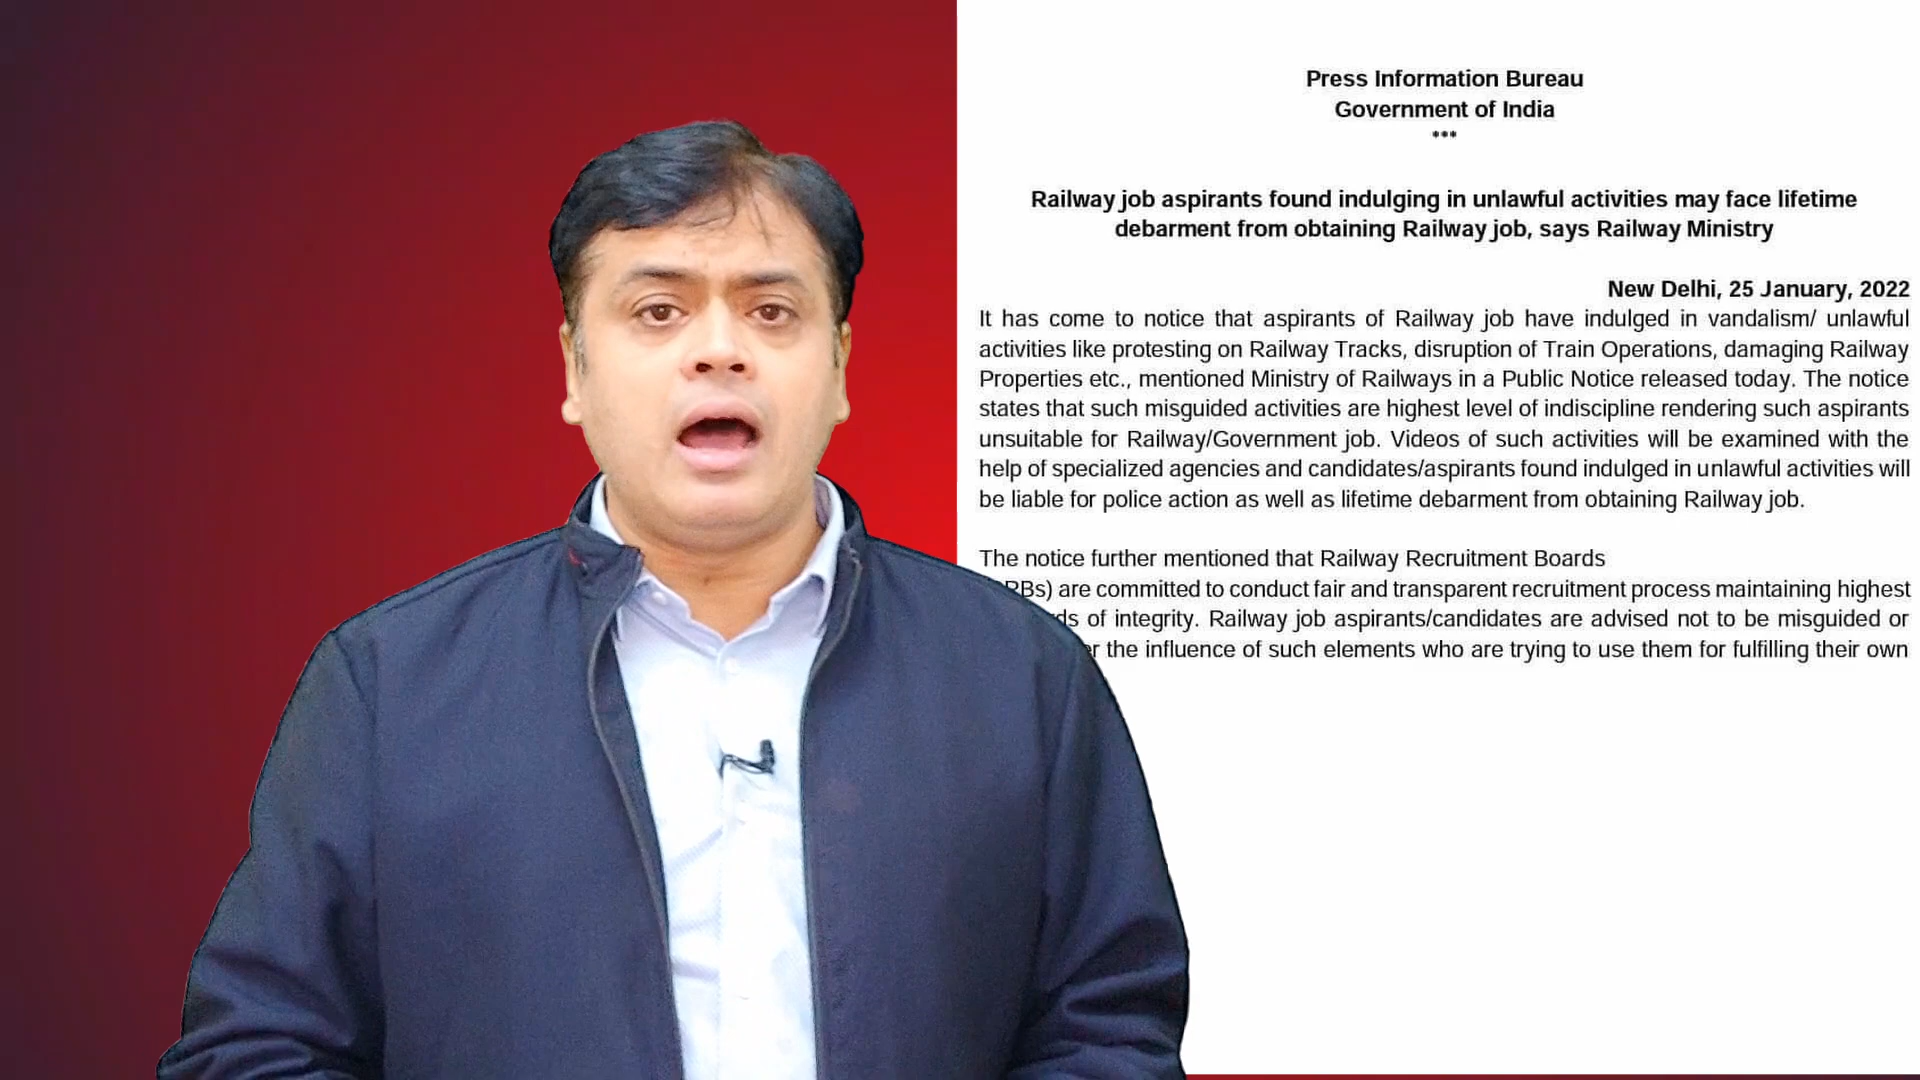 Press Information Bureau
Government of India
***
Railway job aspirants found indulging in unlawful activities may face lifetime
debarment from obtaining Railway job, says Railway Ministry
New Delhi, 25 January, 2022
It has come to notice that aspirants of Railway job have indulged in vandalism/ unlawful
activities like protesting on Railway Tracks, disruption of Train Operations, damaging Railway
Properties etc., mentioned Ministry of Railways in a Public Notice released today. The notice
states that such misguided activities are highest level of indiscipline rendering such aspirants
unsuitable for Railway/Government job. Videos of such activities will be examined with the
help of specialized agencies and candidates/aspirants found indulged in unlawful activities will
be liable for police action as well as lifetime debarment from obtaining Railway job.
The notice further mentioned that Railway Recruitment Boards
are committed to conduct fair and transparent recruitment process maintaining highest
of integrity. Railway job aspirants/candidates are advised not to be misguided or
the influence of such elements who are trying to use them for fulfilling their own